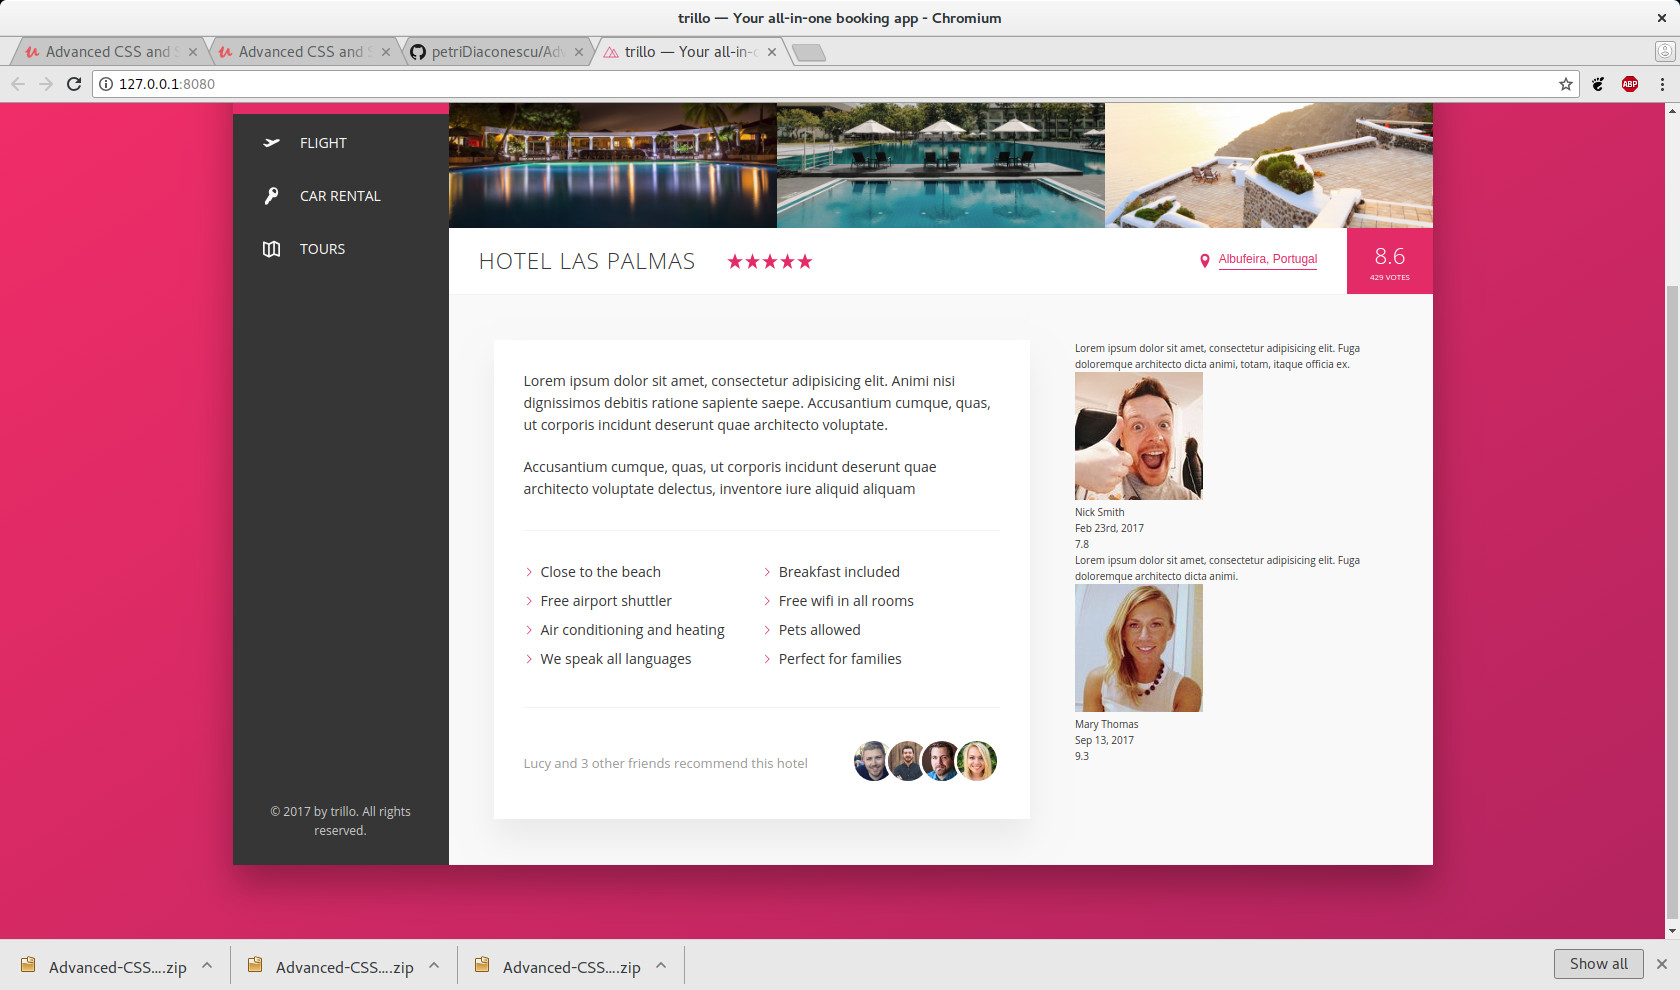 trillo — Your all-in-one booking app - Chromium
Advanced CSS and
Advanced CSS and
petriDiaconescu/Adv
trillo — Your all-in-
127.0.0.1:8080
ABP
FLIGHT
CAR RENTAL
TOURS
© 2017 by trillo. All rights
reserved.
HOTEL LAS PALMAS
Albufeira, Portugal
8.6
429 VOTES
Lorem ipsum dolor sit amet, consectetur adipisicing elit. Animi nisi
dignissimos debitis ratione sapiente saepe. Accusantium cumque, quas,
ut corporis incidunt deserunt quae architecto voluptate.
Accusantium cumque, quas, ut corporis incidunt deserunt quae
architecto voluptate delectus, inventore iure aliquid aliquam
Close to the beach
Free airport shuttler
Air conditioning and heating
We speak all languages
Breakfast included
Free wifi in all rooms
Pets allowed
Perfect for families
Lucy and 3 other friends recommend this hotel
Lorem ipsum dolor sit amet, consectetur adipisicing elit. Fuga
doloremque architecto dicta animi, totam, itaque officia ex.
Nick Smith
Feb 23rd, 2017
7.8
Lorem ipsum dolor sit amet, consectetur adipisicing elit. Fuga
doloremque architecto dicta animi.
Mary Thomas
Sep 13, 2017
9.3
Advanced-CSS....zip
Advanced-CSS....zip
Advanced-CSS....zip
Show all